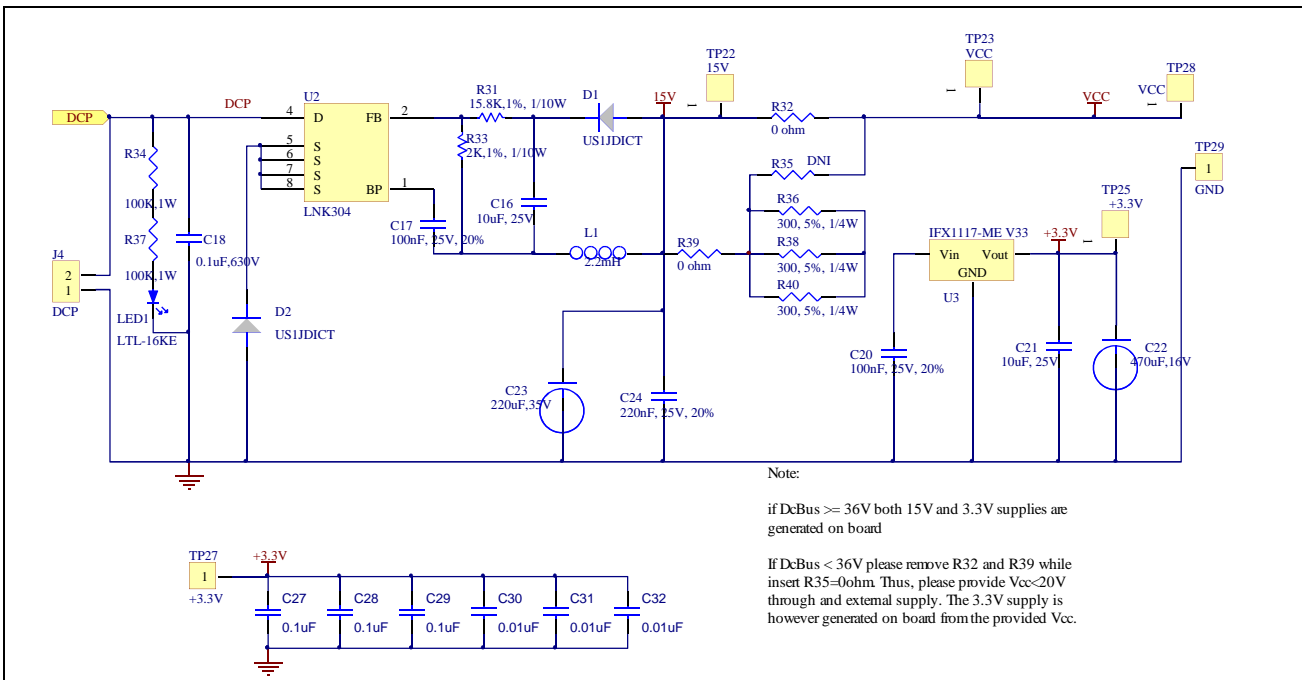 DCP
DCP
R34
100K,1W
R37
100K,1W
LED1
LTL-16KE
J4
2
1
DCP
C18
0.1uF,630V
U2
4
D
FB
2
5
S
6
S
7
S
8
S
BP
1
LNK304
D2
US1JDICT
R31
15.8K,1%, 1/10W
R33
2K,1%, 1/10W
C17
100nF, 25V, 20%
C16
10uF, 25V
D1
US1JDICT
L1
2.2mH
15V
TP22
15V
1
R32
0 ohm
R39
0 ohm
R35
DNI
R36
300, 5%, 1/4W
R38
300, 5%, 1/4W
R40
300, 5%, 1/4W
C23
220uF,35V
C24
220nF, 25V, 20%
TP23
VCC
1
VCC
TP28
VCC
1
TP29
1
GND
TP25
+3.3V
1
+3.3V
IFX1117-ME V33
Vin
Vout
GND
U3
C20
100nF, 25V, 20%
C21
10uF, 25V
C22
470uF,16V
Note:
if DcBus >= 36V both 15V and 3.3V supplies are
generated on board
If DcBus < 36V please remove R32 and R39 while
insert R35=0ohm. Thus, please provide Vcc<20V
through and external supply. The 3.3V supply is
however generated on board from the provided Vcc.
TP27
1
+3.3V
+3.3V
C27
0.1uF
C28
0.1uF
C29
0.1uF
C30
0.01uF
C31
0.01uF
C32
0.01uF